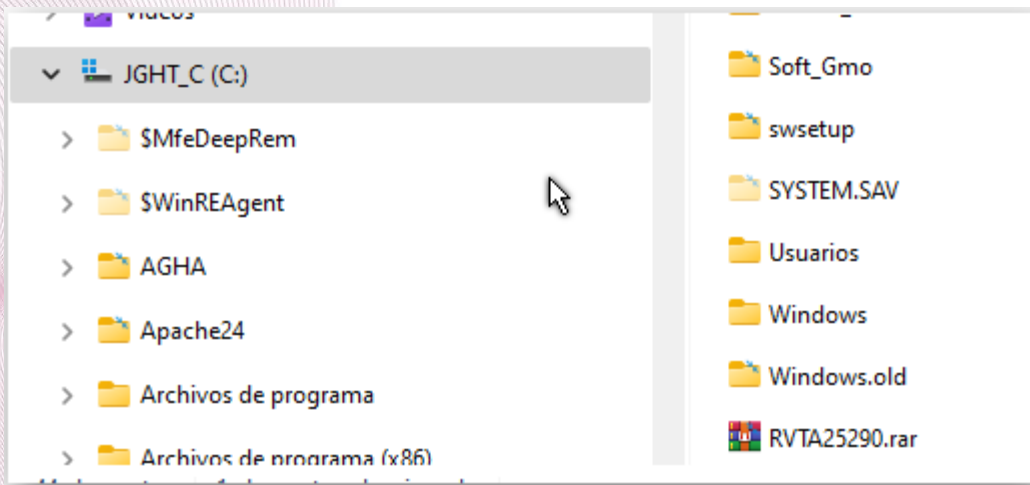 Videos
JGHT_C (C:)
$MfeDeepRem
$WinREAgent
AGHA
Apache24
Archivos de programa
Archivos de programa (x86)
Soft_Gmo
swsetup
SYSTEM.SAV
Usuarios
Windows
Windows.old
RVTA25290.rar